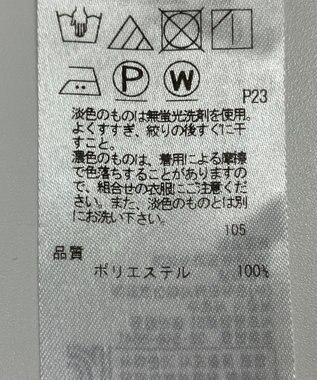 P
W
P23
淡色のものは無蛍光洗剤を使用。
よくすすぎ、絞りの後すぐに干
すこと。
濃色のものは、着用による摩擦
で色落ちすることがありますの
で、組合せの衣服にご注意くだ
さい。また、淡色のものとは別
にお洗い下さい。
105
品質
ポリエステル 100%